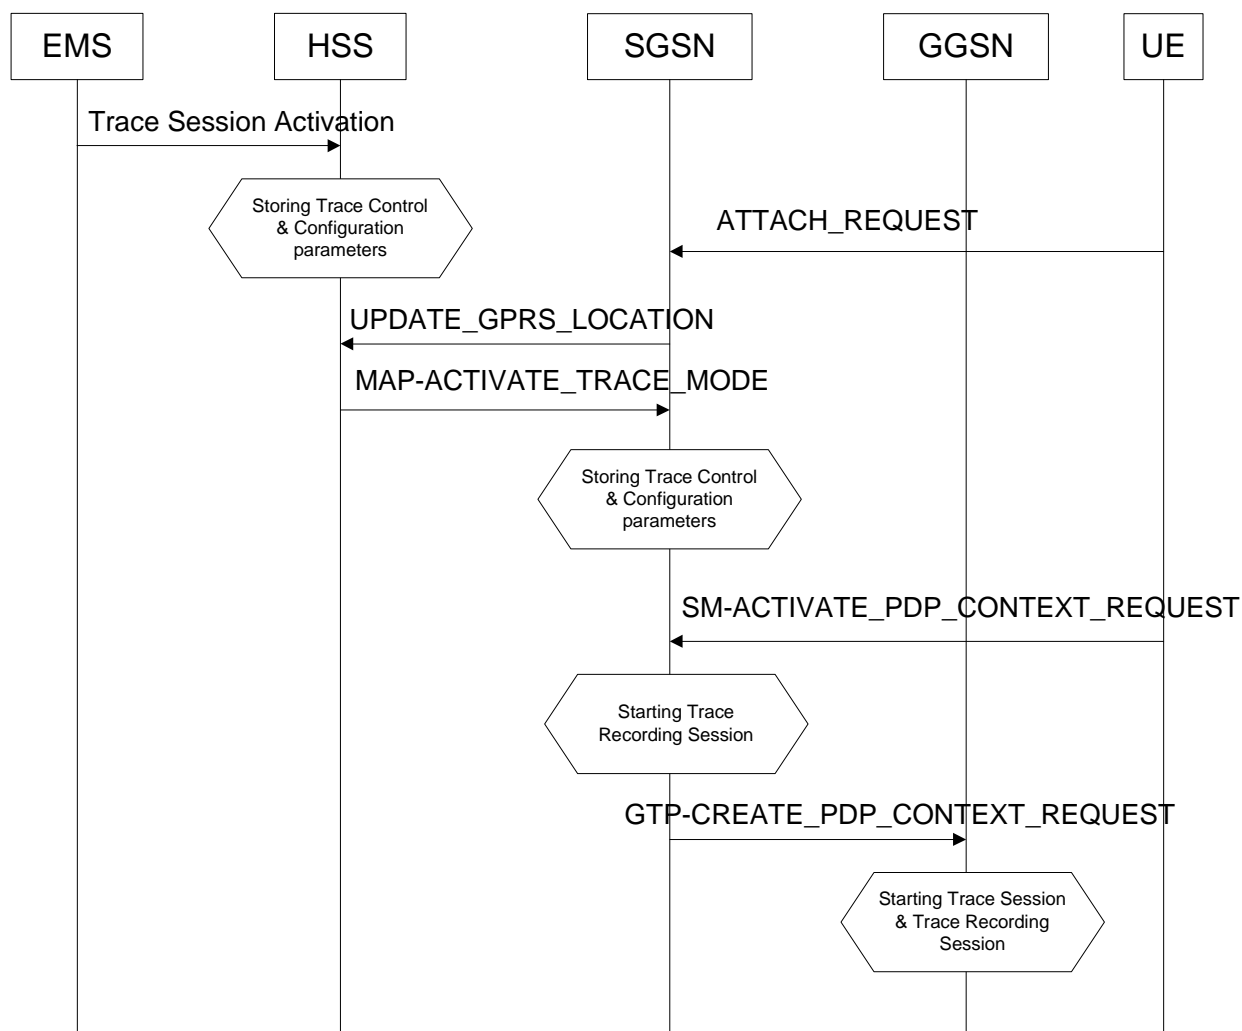 EMS
HSS
SGSN
GGSN
UE
Trace Session Activation
Storing Trace Control
& Configuration
parameters
ATTACH_REQUEST
UPDATE_GPRS_LOCATION
MAP-ACTIVATE_TRACE_MODE
Storing Trace Control
& Configuration
parameters
SM-ACTIVATE_PDP_CONTEXT_REQUEST
Starting Trace
Recording Session
GTP-CREATE_PDP_CONTEXT_REQUEST
Starting Trace Session
& Trace Recording
Session